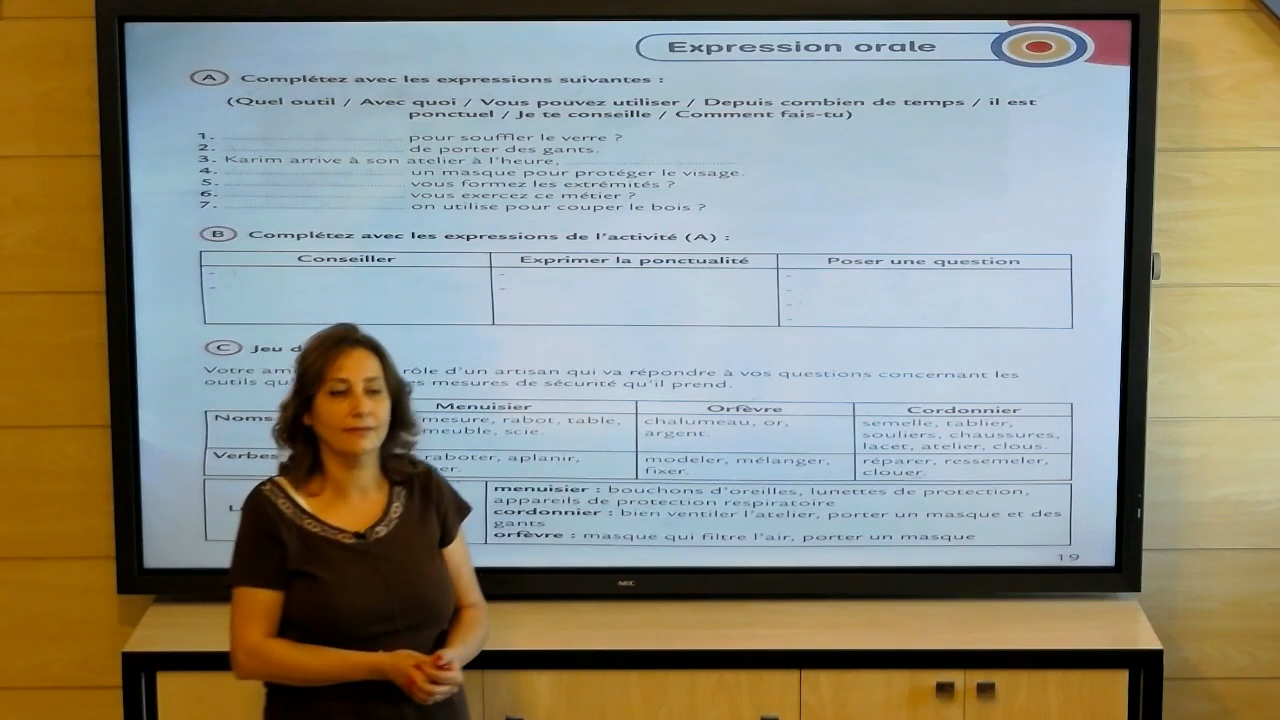 Expression orale
A Complétez avec les expressions suivantes :
(Quel outil / Avec quoi / Vous pouvez utiliser / Depuis combien de temps / il est
ponctuel / Je te conseille / Comment fais-tu)
1. pour souffler le verre ?
2. de porter des gants.
3. Karim arrive à son atelier à l'heure,
4. un masque pour protéger le visage.
5. vous formez les extrémités ?
6. vous exercez ce métier ?
7. on utilise pour couper le bois ?
B Complétez avec les expressions de l'activité (A) :
Conseiller Exprimer la ponctualité Poser une question
- - -
- - -
-
-
C Jeu d
Votre am rôle d'un artisan qui va répondre à vos questions concernant les
outils qu es mesures de sécurité qu'il prend.
Menuisier Orfèvre Cordonnier
Noms mesure, rabot, table, chalumeau, or, semelle, tablier,
meuble, scie. argent. souliers, chaussures,
lacet, atelier, clous.
Verbes raboter, aplanir, modeler, mélanger, réparer, ressemeler,
er. fixer. clouer.
menuisier : bouchons d'oreilles, lunettes de protection,
appareils de protection respiratoire
L cordonnier : bien ventiler l'atelier, porter un masque et des
gants
orfèvre : masque qui filtre l'air, porter un masque
19
NEC